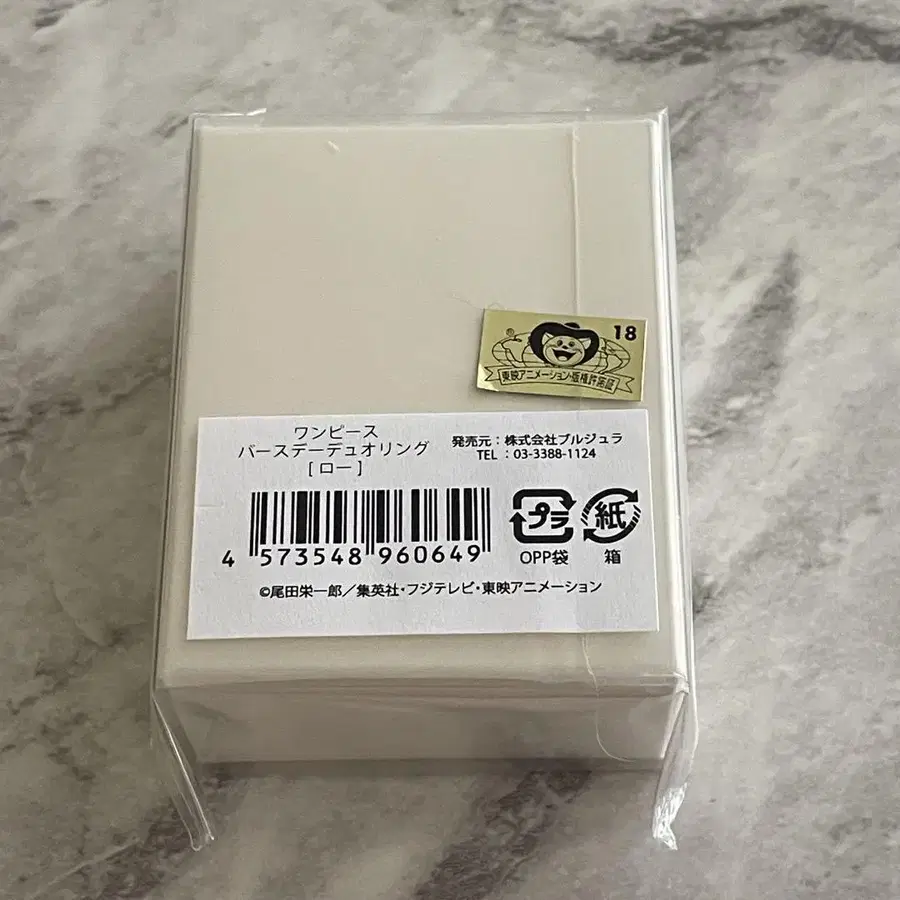 ® 18
東映アニメーション・版権許諾証
ワンピース
バースデーデュオリング
[ ロー ]
発売元：株式会社ブルジュラ
TEL：03-3388-1124
4 573548 960649
プラ
OPP袋
紙
箱
©尾田栄一郎／集英社・フジテレビ・東映アニメーション